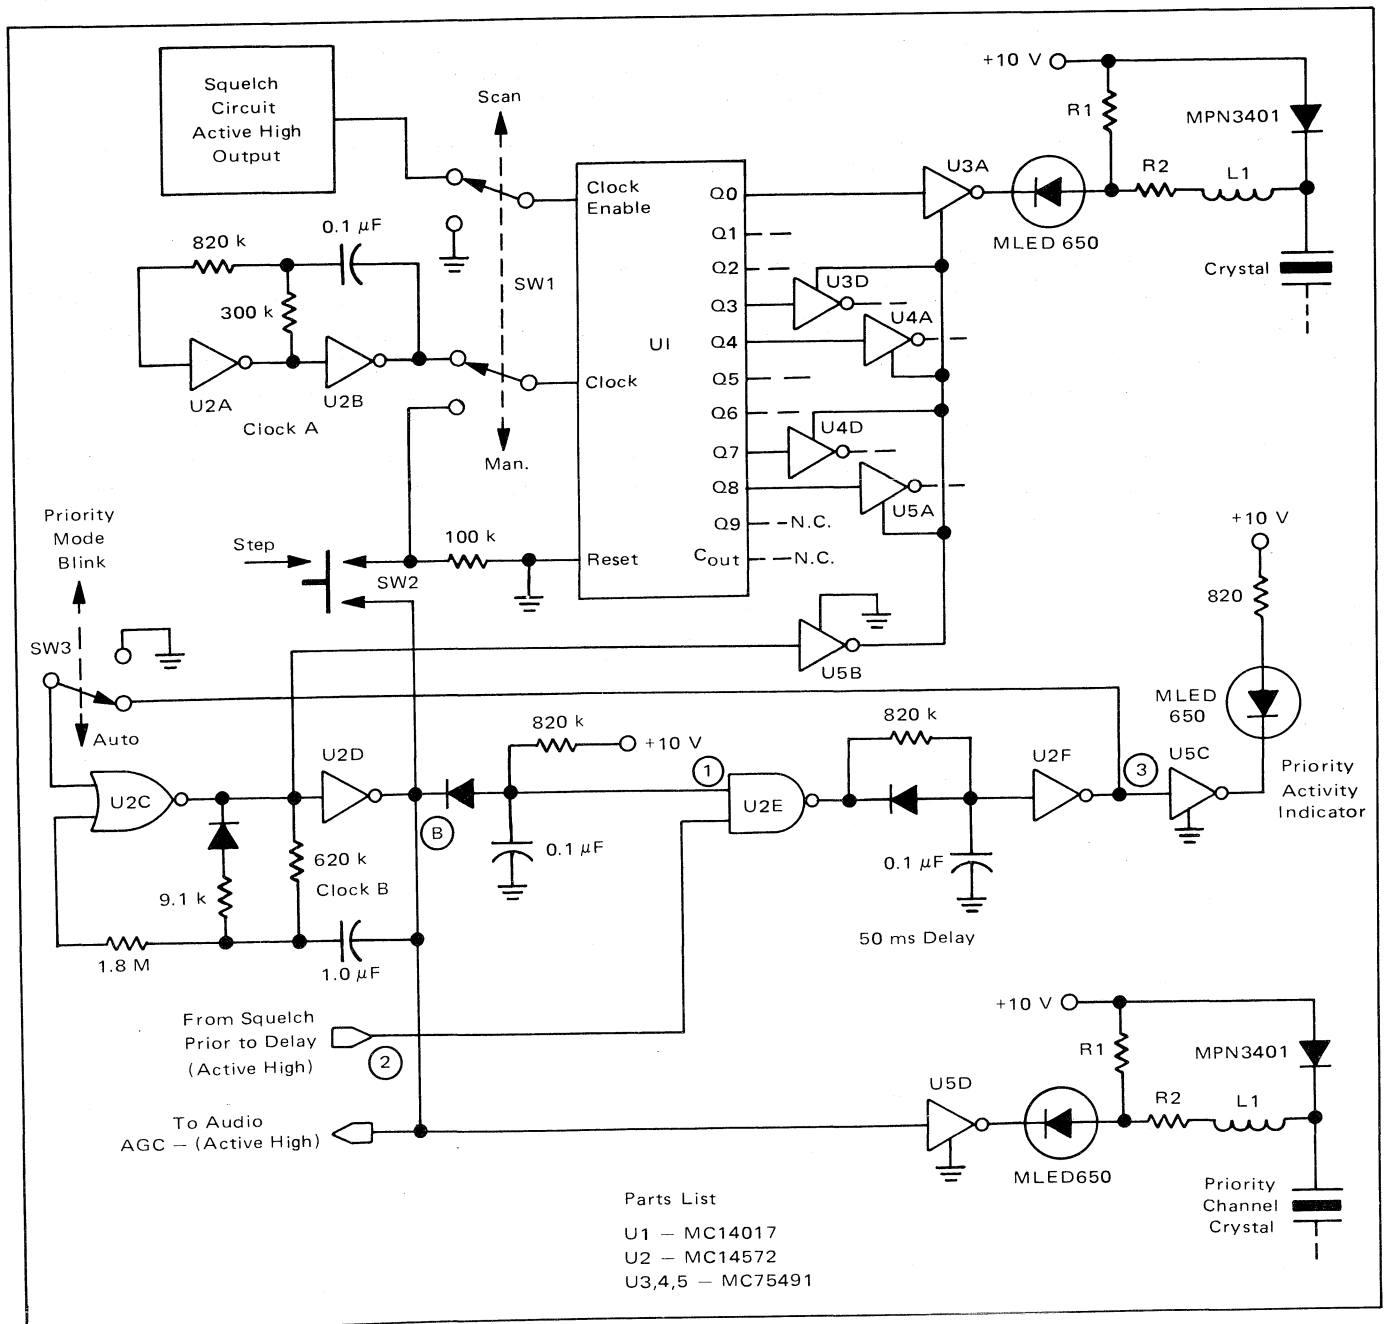 Squelch
Circuit
Active High
Output
Scan
SW1
Man.
820 k
0.1 µF
300 k
U2A
U2B
Clock A
Clock
Enable
Clock
Reset
UI
Q0
Q1
Q2
Q3
Q4
Q5
Q6
Q7
Q8
Q9
Cout
N.C.
N.C.
U3A
U3D
U4A
U4D
U5A
U5B
+10 V
R1
MPN3401
R2
L1
MLED 650
Crystal
Step
SW2
100 k
Priority
Mode
Blink
SW3
Auto
U2C
U2D
B
9.1 k
620 k
Clock B
1.8 M
1.0 µF
820 k
+10 V
0.1 µF
1
U2E
820 k
0.1 µF
50 ms Delay
U2F
3
U5C
+10 V
820
MLED
650
Priority
Activity
Indicator
From Squelch
Prior to Delay
(Active High)
2
To Audio
AGC – (Active High)
U5D
+10 V
R1
MPN3401
R2
L1
MLED650
Priority
Channel
Crystal
Parts List
U1 – MC14017
U2 – MC14572
U3,4,5 – MC75491